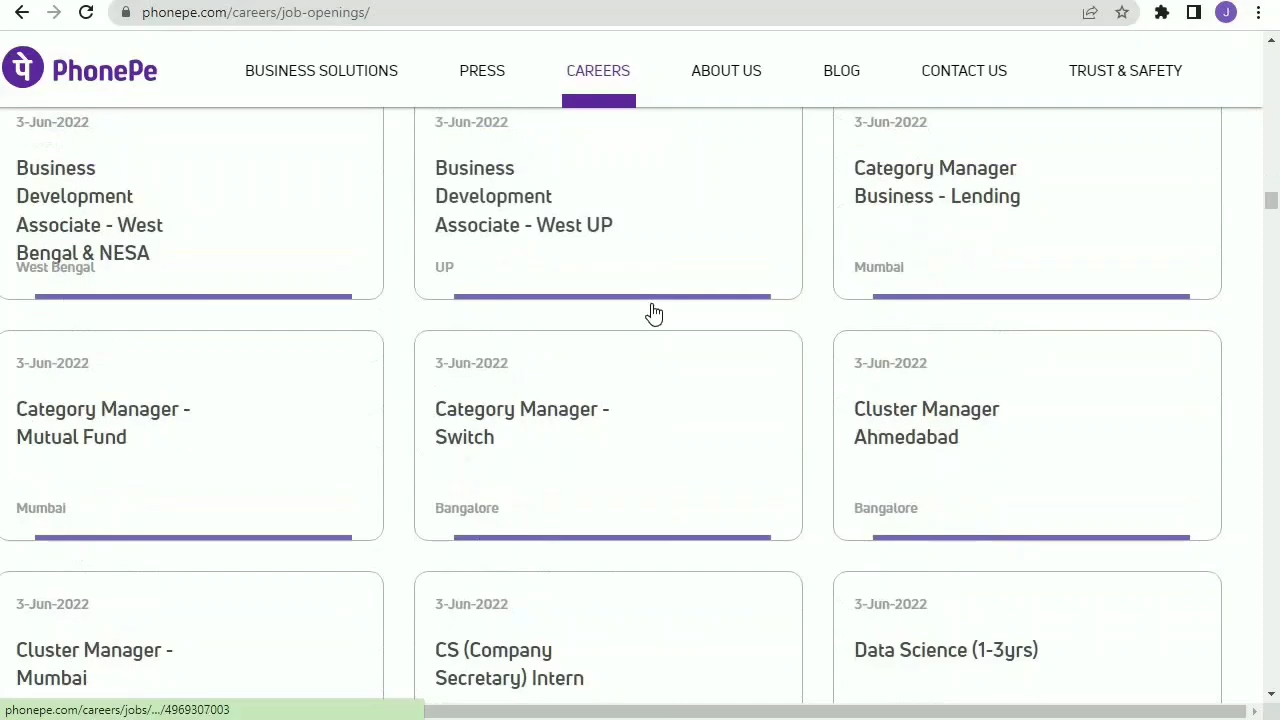 phonepe.com/careers/job-openings/
J
पे PhonePe
BUSINESS SOLUTIONS
PRESS
CAREERS
ABOUT US
BLOG
CONTACT US
TRUST & SAFETY
3-Jun-2022
Business
Development
Associate - West
Bengal & NESA
West Bengal
3-Jun-2022
Business
Development
Associate - West UP
UP
3-Jun-2022
Category Manager
Business - Lending
Mumbai
3-Jun-2022
Category Manager -
Mutual Fund
Mumbai
3-Jun-2022
Category Manager -
Switch
Bangalore
3-Jun-2022
Cluster Manager
Ahmedabad
Bangalore
3-Jun-2022
Cluster Manager -
Mumbai
3-Jun-2022
CS (Company
Secretary) Intern
3-Jun-2022
Data Science (1-3yrs)
phonepe.com/careers/jobs/.../4969307003